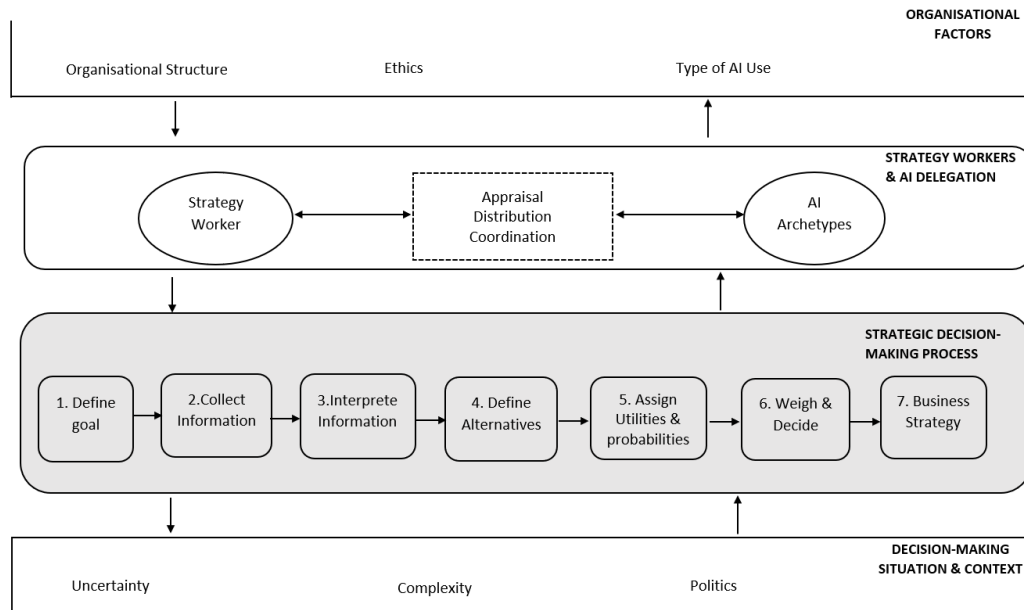 ORGANISATIONAL
FACTORS
Organisational Structure
Ethics
Type of AI Use
STRATEGY WORKERS
& AI DELEGATION
Strategy
Worker
Appraisal
Distribution
Coordination
AI
Archetypes
STRATEGIC DECISION-
MAKING PROCESS
1. Define
goal
2.Collect
Information
3.Interprete
Information
4. Define
Alternatives
5. Assign
Utilities &
probabilities
6. Weigh &
Decide
7. Business
Strategy
DECISION-MAKING
SITUATION & CONTEXT
Uncertainty
Complexity
Politics